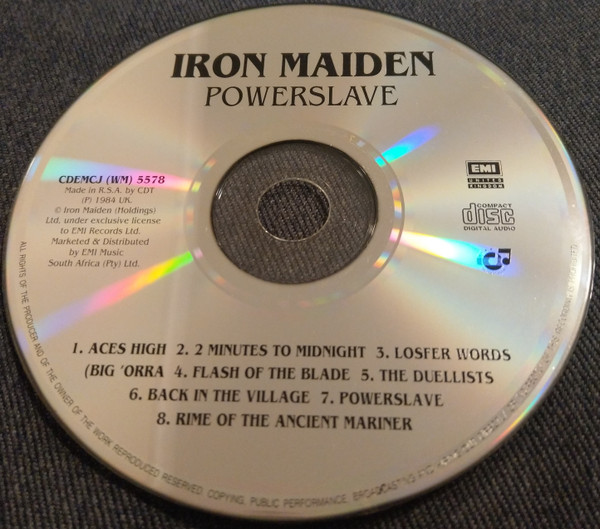 IRON MAIDEN
POWERSLAVE
CDEMCJ (WM) 5578
Made in R.S.A. by CDT
(P) 1984 UK.
© Iron Maiden (Holdings)
Ltd, under exclusive license
to EMI Records Ltd.
Marketed & Distributed
by EMI Music
South Africa (Pty) Ltd.
EMI
UNITED
KINGDOM
COMPACT
disc
DIGITAL AUDIO
1. ACES HIGH 2. 2 MINUTES TO MIDNIGHT 3. LOSFER WORDS
(BIG 'ORRA 4. FLASH OF THE BLADE 5. THE DUELLISTS
6. BACK IN THE VILLAGE 7. POWERSLAVE
8. RIME OF THE ANCIENT MARINER
ALL RIGHTS OF THE PRODUCER AND OF THE OWNER OF THE WORK REPRODUCED RESERVED. COPYING, PUBLIC PERFORMANCE, BROADCASTING ETC.